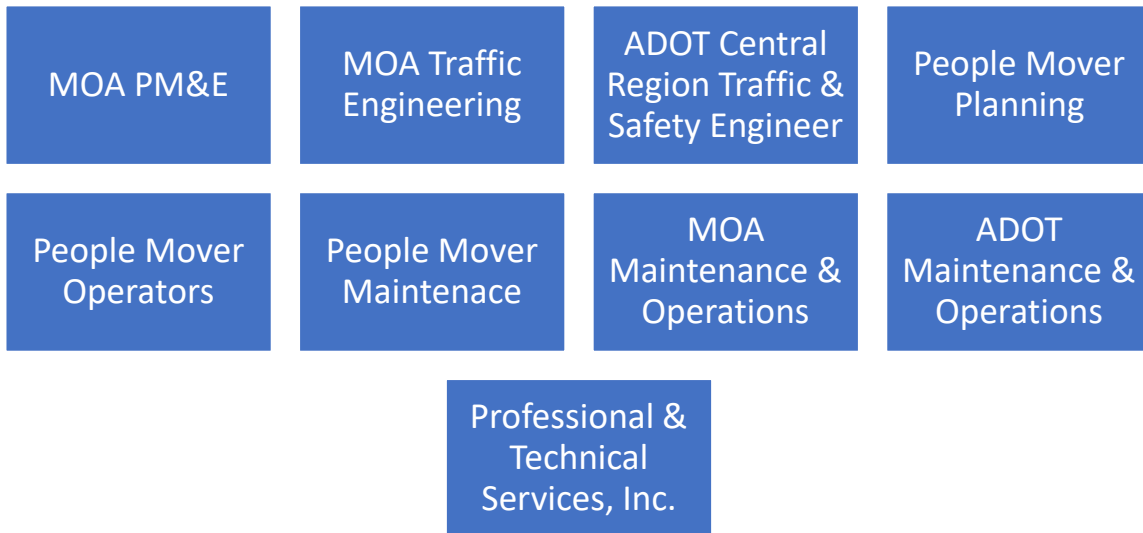 MOA PM&E
MOA Traffic
Engineering
ADOT Central
Region Traffic &
Safety Engineer
People Mover
Planning
People Mover
Operators
People Mover
Maintenace
MOA
Maintenance &
Operations
ADOT
Maintenance &
Operations
Professional &
Technical
Services, Inc.